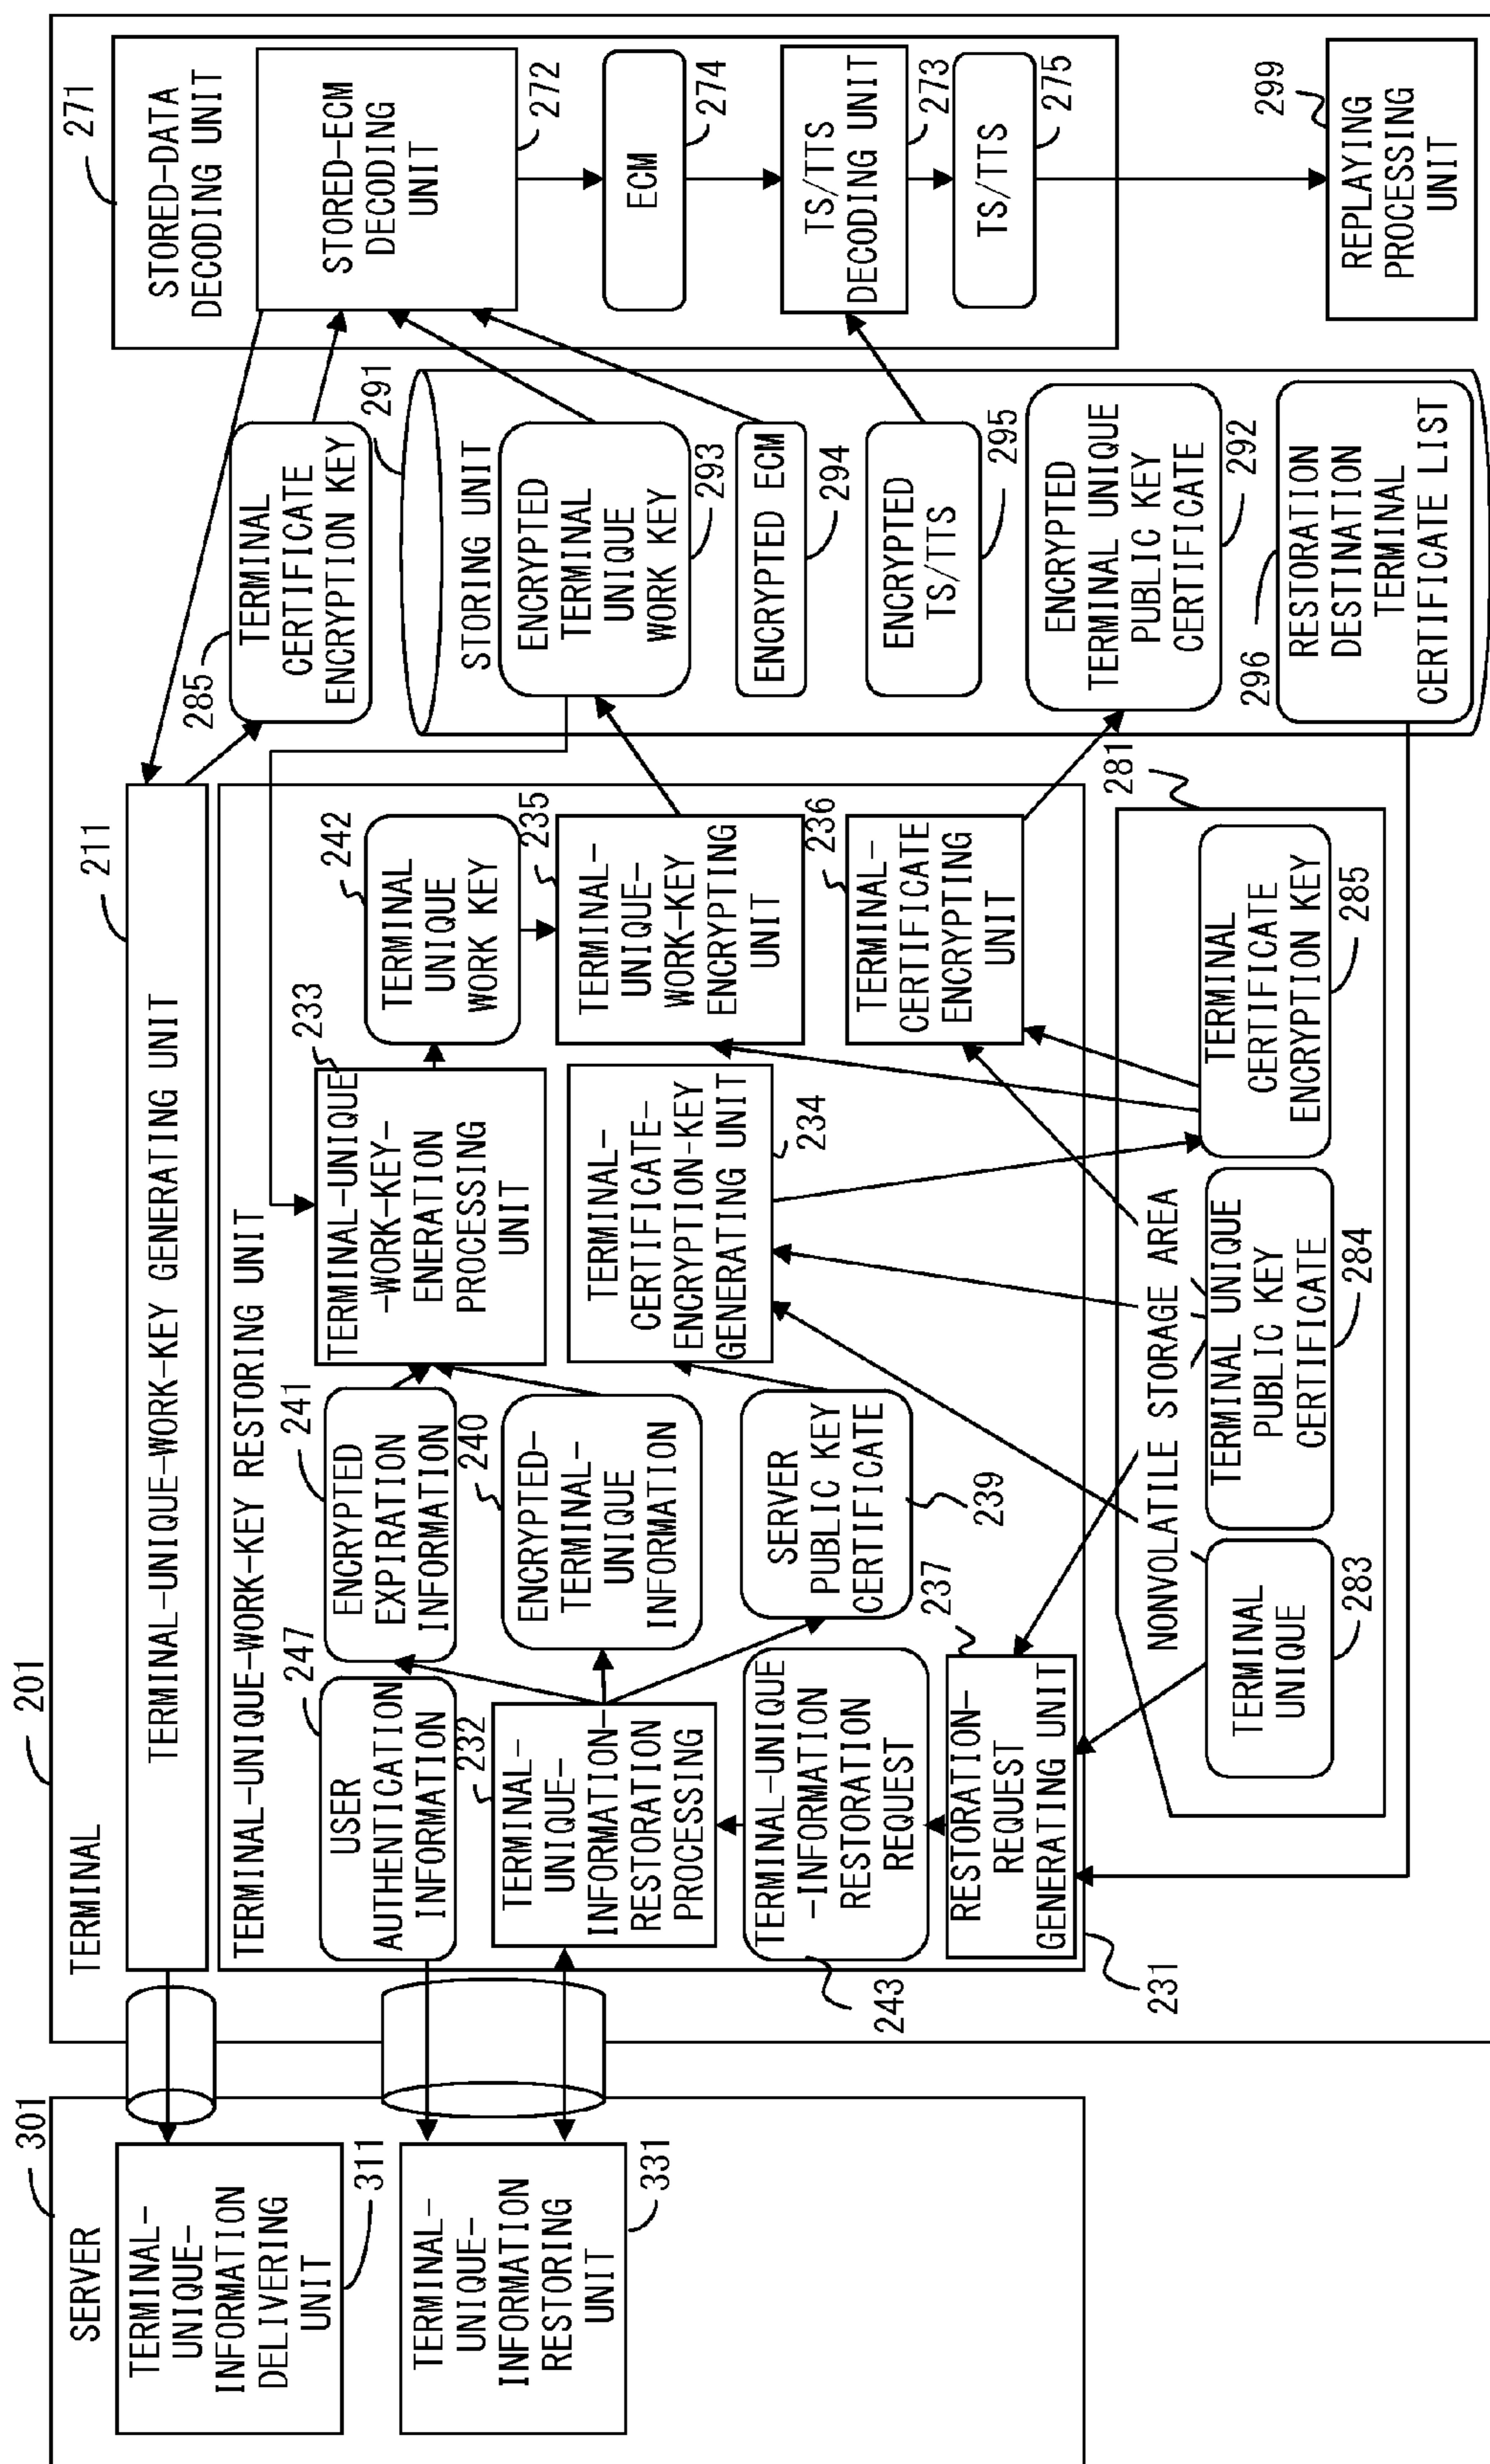 SERVER
301
TERMINAL-
UNIQUE-
INFORMATION
DELIVERING
UNIT
311
TERMINAL-
UNIQUE-
INFORMATION
RESTORING
UNIT
331
TERMINAL
201
TERMINAL-UNIQUE-WORK-KEY GENERATING UNIT
211
TERMINAL-UNIQUE-WORK-KEY RESTORING UNIT
USER
AUTHENTICATION
INFORMATION
247
232
TERMINAL-
UNIQUE-
INFORMATION-
RESTORATION
PROCESSING
TERMINAL-UNIQUE
-INFORMATION
RESTORATION
REQUEST
243
RESTORATION-
REQUEST
GENERATING UNIT
237
231
ENCRYPTED
EXPIRATION
INFORMATION
241
240
ENCRYPTED-
TERMINAL-
UNIQUE
INFORMATION
SERVER
PUBLIC KEY
CERTIFICATE
239
233
TERMINAL-UNIQUE
-WORK-KEY-
ENERATION
PROCESSING
UNIT
TERMINAL-
CERTIFICATE-
ENCRYPTION-KEY
GENERATING UNIT
234
242
TERMINAL
UNIQUE
WORK KEY
235
TERMINAL-
UNIQUE-
WORK-KEY
ENCRYPTING
UNIT
236
TERMINAL-
CERTIFICATE
ENCRYPTING
UNIT
281
NONVOLATILE STORAGE AREA
TERMINAL
UNIQUE
283
TERMINAL UNIQUE
PUBLIC KEY
CERTIFICATE
284
TERMINAL
CERTIFICATE
ENCRYPTION KEY
285
285
TERMINAL
CERTIFICATE
ENCRYPTION KEY
291
STORING UNIT
ENCRYPTED
TERMINAL
UNIQUE
WORK KEY
293
ENCRYPTED ECM
294
ENCRYPTED
TS/TTS
295
ENCRYPTED
TERMINAL UNIQUE
PUBLIC KEY
CERTIFICATE
292
296
RESTORATION
DESTINATION
TERMINAL
CERTIFICATE LIST
271
STORED-DATA
DECODING UNIT
STORED-ECM
DECODING
UNIT
272
ECM
274
TS/TTS
DECODING UNIT
273
TS/TTS
275
299
REPLAYING
PROCESSING
UNIT